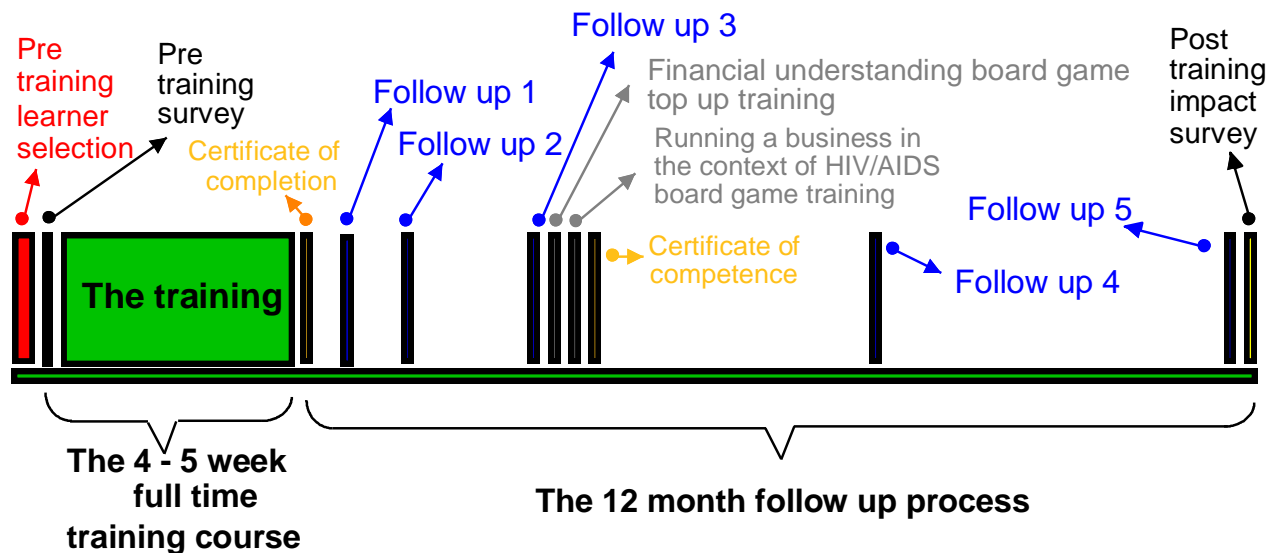 Pre
training
learner
selection
Pre
training
survey
Certificate of
completion
Follow up 1
Follow up 2
Follow up 3
Financial understanding board game
top up training
Running a business in
the context of HIV/AIDS
board game training
Certificate of
competence
Follow up 4
Follow up 5
Post
training
impact
survey
The training
The 4 - 5 week
full time
training course
The 12 month follow up process